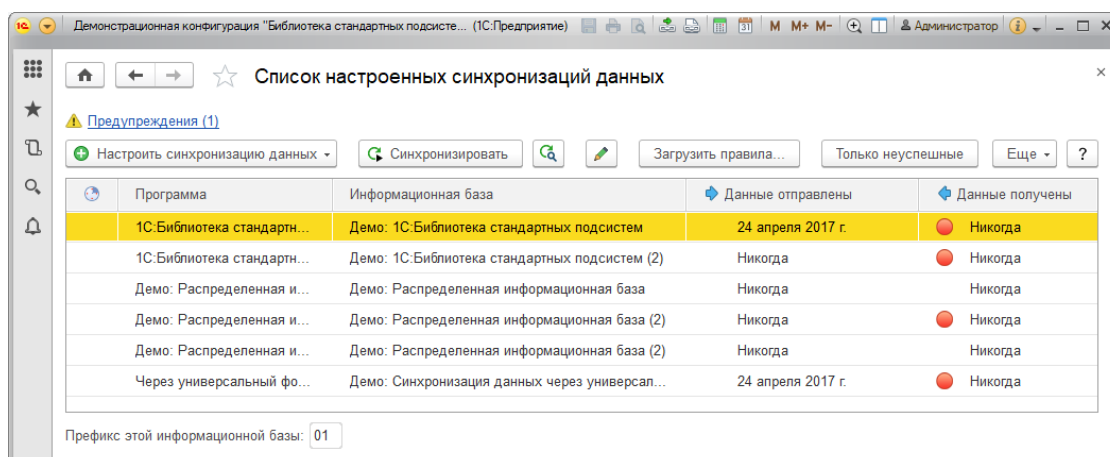 1С Демонстрационная конфигурация "Библиотека стандартных подсисте... (1С:Предприятие) 31 M M+ M- Администратор i
Список настроенных синхронизаций данных
Предупреждения (1)
Настроить синхронизацию данных Синхронизировать Загрузить правила... Только неуспешные Еще ?
Программа Информационная база Данные отправлены Данные получены
1С:Библиотека стандартн... Демо: 1С:Библиотека стандартных подсистем 24 апреля 2017 г. Никогда
1С:Библиотека стандартн... Демо: 1С:Библиотека стандартных подсистем (2) Никогда Никогда
Демо: Распределенная и... Демо: Распределенная информационная база Никогда Никогда
Демо: Распределенная и... Демо: Распределенная информационная база (2) Никогда Никогда
Демо: Распределенная и... Демо: Распределенная информационная база (2) Никогда Никогда
Через универсальный фо... Демо: Синхронизация данных через универсал... 24 апреля 2017 г. Никогда
Префикс этой информационной базы: 01